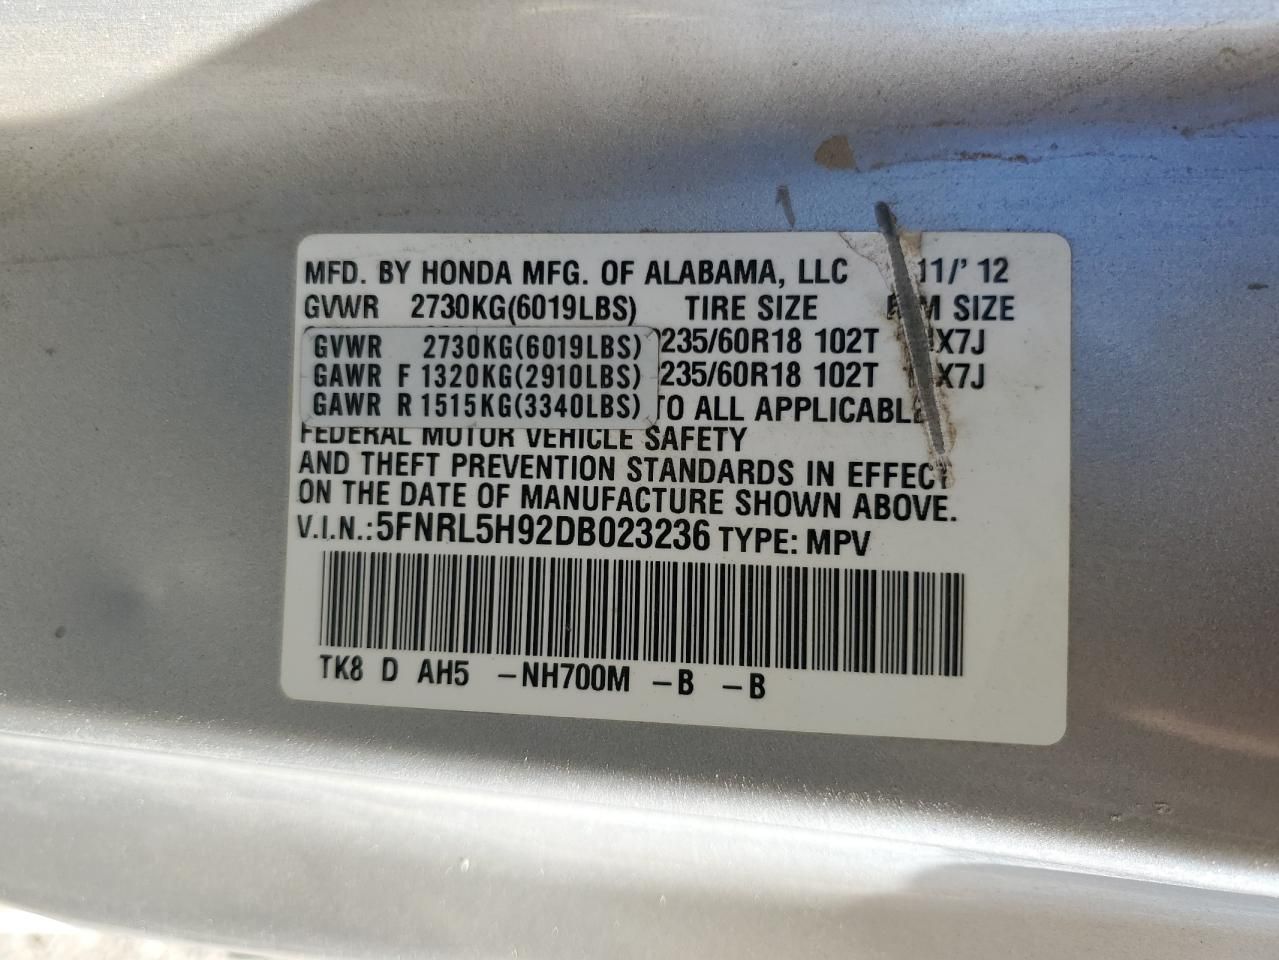 MFD. BY HONDA MFG. OF ALABAMA, LLC 11/' 12
GVWR 2730KG(6019LBS) TIRE SIZE SIZE
GVWR 2730KG(6019LBS) 235/60R18 102T X7J
GAWR F 1320KG(2910LBS) 235/60R18 102T X7J
GAWR R 1515KG(3340LBS) TO ALL APPLICABLE
FEDERAL MOTOR VEHICLE SAFETY
AND THEFT PREVENTION STANDARDS IN EFFECT
ON THE DATE OF MANUFACTURE SHOWN ABOVE.
V.I.N.: 5FNRL5H92DB023236 TYPE: MPV
TK8 D AH5 -NH700M -B -B